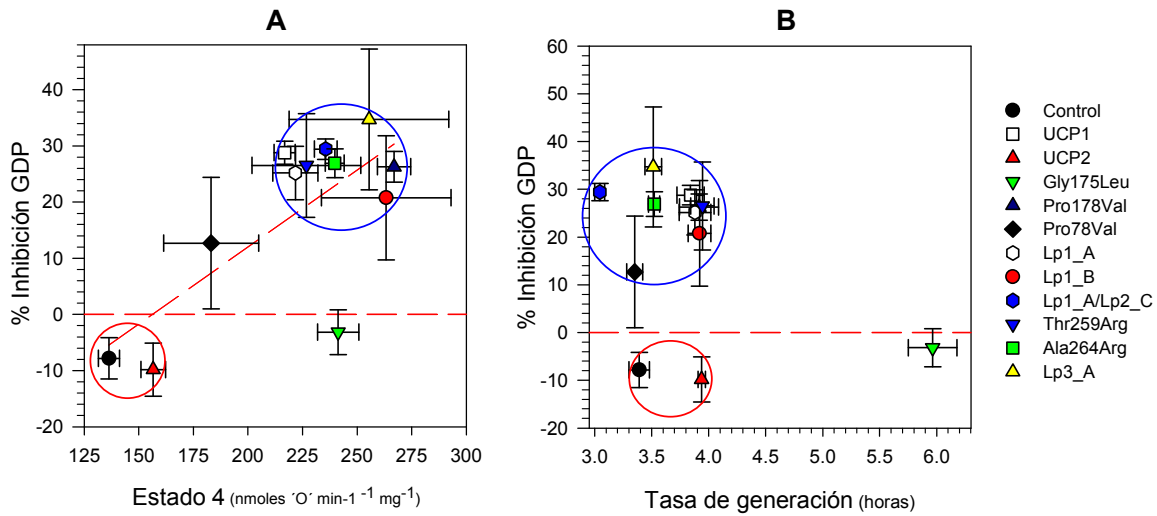 A
B
% Inhibición GDP
40
30
20
10
0
-10
-20
125
150
175
200
225
250
275
300
Estado 4 (nmoles ´O´ min-1 -1 mg-1)
% Inhibición GDP
60
50
40
30
20
10
0
-10
-20
3.0
3.5
4.0
4.5
5.0
5.5
6.0
Tasa de generación (horas)
Control
UCP1
UCP2
Gly175Leu
Pro178Val
Pro78Val
Lp1_A
Lp1_B
Lp1_A/Lp2_C
Thr259Arg
Ala264Arg
Lp3_A